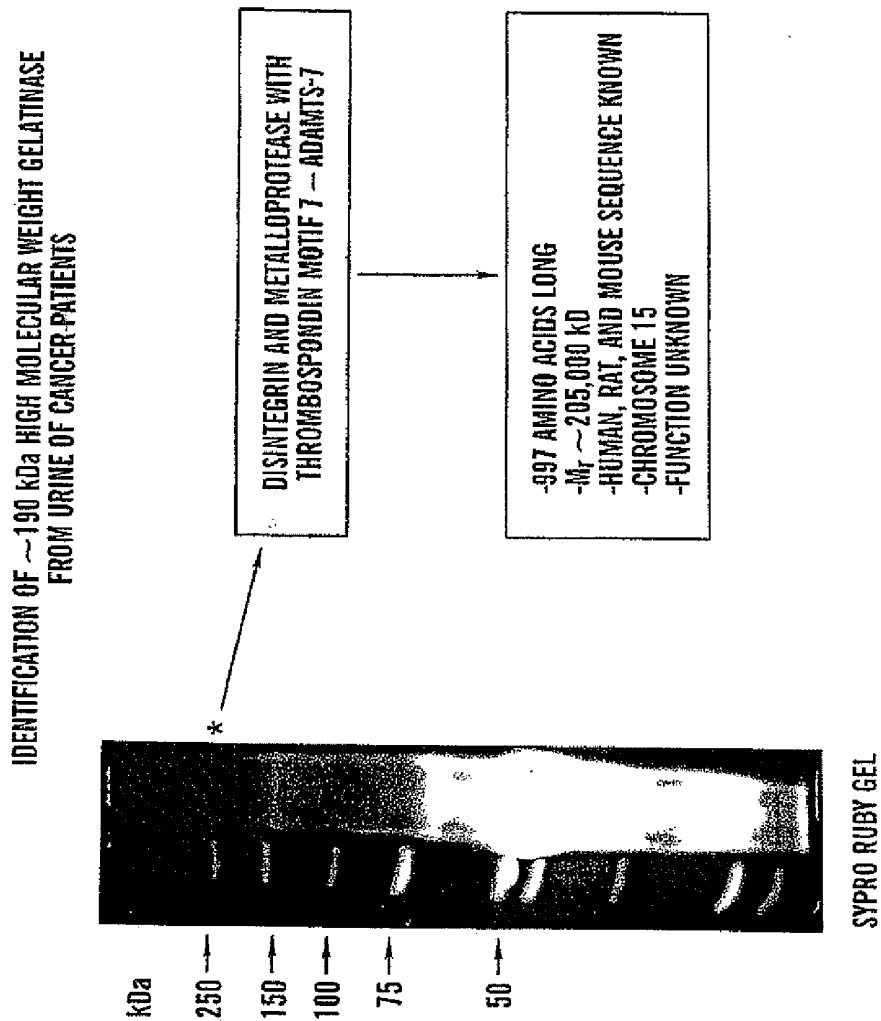 IDENTIFICATION OF ~190 kDa HIGH MOLECULAR WEIGHT GELATINASE
FROM URINE OF CANCER PATIENTS
kDa
250
150
100
75
50
*
SYPRO RUBY GEL
DISINTEGRIN AND METALLOPROTEASE WITH
THROMBOSPONDIN MOTIF 7 – ADAMTS-7
-997 AMINO ACIDS LONG
-Mr ~205,000 kD
-HUMAN, RAT, AND MOUSE SEQUENCE KNOWN
-CHROMOSOME 15
-FUNCTION UNKNOWN